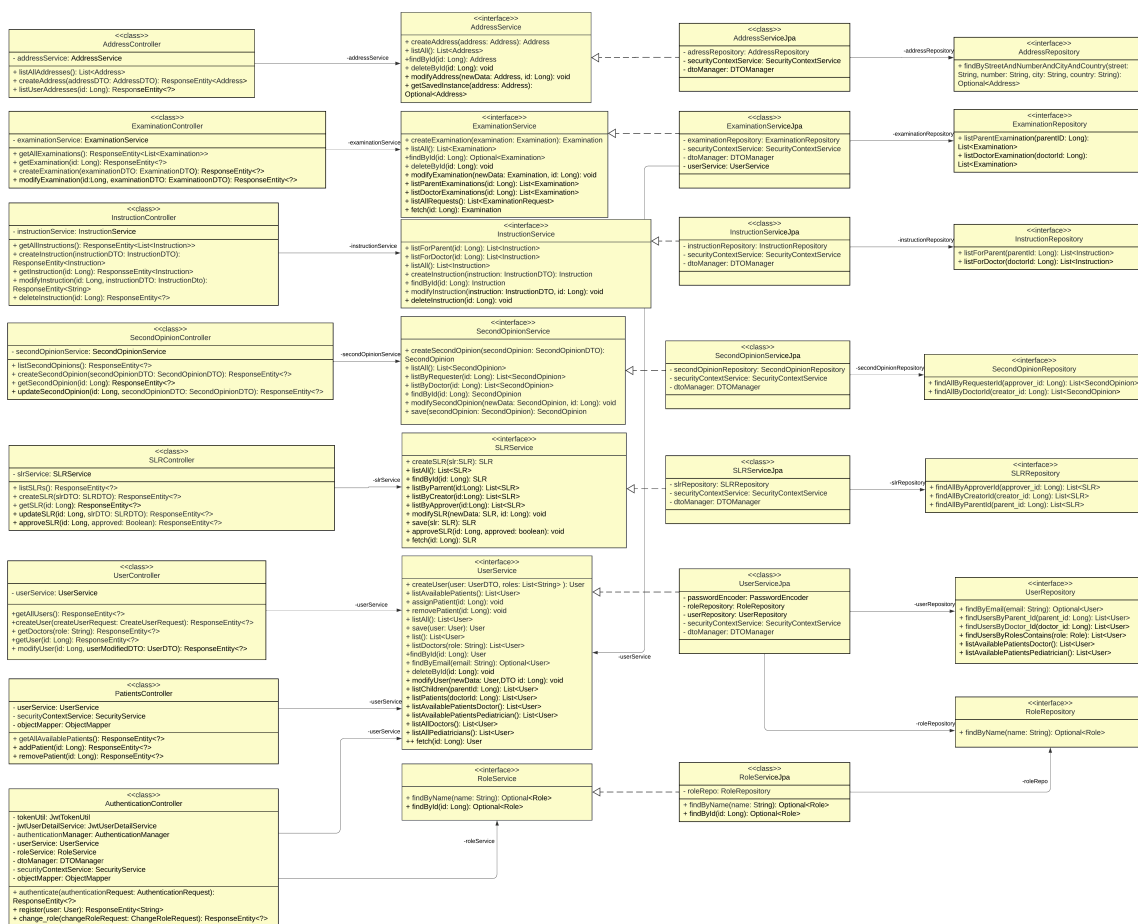 <<class>>
AddressController
- addressService: AddressService
+ listAllAddresses(): List<Address>
+ createAddress(addressDTO: AddressDTO): ResponseEntity<Address>
+ listUserAddresses(id: Long): ResponsEntity<?>
-addressService
<<interface>>
AddressService
+ createAddress(address: Address): Address
+ listAll(): List<Address>
+findById(id: Long): Address
+ deleteById(id: Long): void
+ modifyAddress(newData: Address, id: Long): void
+ getSavedInstance(address: Address):
Optional<Address>
<<class>>
AddressServiceJpa
- adressRepository: AddressRepository
- securityContextService: SecurityContextService
- dtoManager: DTOManager
-addressRepository
<<interface>>
AddressRepository
+ findByStreetAndNumberAndCityAndCountry(street:
String, number: String, city: String, country: String):
Optional<Address>
<<class>>
ExaminationController
- examinationService: ExaminationService
+ getAllExaminations(): ResponseEntity<List<Examination>>
+ getExamination(id: Long): ResponseEntity<?>
+ createExamination(examinationDTO: ExaminationDTO): ResponseEntity<?>
+ modifyExamination(id:Long, examinationDTO: ExaminatioonDTO): ResponseEntity<?>
-examinationService
<<interface>>
ExaminationService
+ createExamination(examination: Examination): Examination
+ listAll(): List<Examination>
+findById(id: Long): Optional<Examination>
+ deleteById(id: Long): void
+ modifyExamination(newData: Examination, id: Long): void
+ listParentExaminations(id: Long): List<Examination>
+ listDoctorExaminations(id: Long): List<Examination>
+ listAllRequests(): List<ExaminationRequest>
+ fetch(id: Long): Examination
<<class>>
ExaminationServiceJpa
- examinationRepository: ExaminationRepository
- securityContextService: SecurityContextService
- dtoManager: DTOManager
- userService: UserService
-examinationRepository
<<interface>>
ExaminationRepository
+ listParentExamination(parentID: Long):
List<Examination>
+ listDoctorExamination(doctorId: Long):
List<Examination>
<<class>>
InstructionController
- instructionService: InstructionService
+ getAllInstructions(): ResponseEntity<List<Instruction>>
+ createInstruction(instructionDTO: InstructionDTO):
ResponseEntity<Instruction>
+ getInstruction(id: Long): ResponseEntity<Instruction>
+ modifyInstruction(id: Long, instructionDTO: InstructionDto):
ResponseEntity<String>
+ deleteInstruction(id: Long): ResponseEntity<?>
-instructionService
<<interface>>
InstructionService
+ listForParent(id: Long): List<Instruction>
+ listForDoctor(id: Long): List<Instruction>
+ listAll(): List<Instruction>
+ createInstruction(instruction: InstructionDTO): Instruction
+ findById(id: Long): Instruction
+ modifyInstruction(instruction: InstructionDTO, id: Long): void
+ deleteInstruction(id: Long): void
<<class>>
InstructionServiceJpa
- instructionRepository: InstructionRepository
- securityContextService: SecurityContextService
- dtoManager: DTOManager
-instructionRepository
<<interface>>
InstructionRepository
+ listForParent(parentId: Long): List<Instruction>
+ listForDoctor(doctorId: Long): List<Instruction>
<<class>>
SecondOpinionController
- secondOpinionService: SecondOpinionService
+ listSecondOpinions(): ResponseEntity<?>
+ createSecondOpinion(secondOpinionDTO: SecondOpinionDTO): ResponseEntity<?>
+ getSecondOpinion(id: Long): ResponseEntity<?>
+ updateSecondOpinion(id: Long, secondOpinionDTO: SecondOpinionDTO): ResponseEntity<?>
-secondOpinionService
<<interface>>
SecondOpinionService
+ createSecondOpinion(secondOpinion: SecondOpinionDTO):
SecondOpinion
+ listAll(): List<SecondOpinion>
+ listByRequester(id: Long): List<SecondOpinion>
+ listByDoctor(id: Long): List<SecondOpinion>
+ findById(id: Long): SecondOpinion
+ modifySecondOpinion(newData: SecondOpinion, id: Long): void
+ save(secondOpinion: SecondOpinion): SecondOpinion
<<class>>
SecondOpinionServiceJpa
- secondOpinionRepository: SecondOpinionRepository
- securityContextService: SecurityContextService
- dtoManager: DTOManager
-secondOpinionRepository
<<interface>>
SecondOpinionRepository
+ findAllByRequesterId(approver_id: Long): List<SecondOpinion>
+ findAllByDoctorId(creator_id: Long): List<SecondOpinion>
<<class>>
SLRController
- slrService: SLRService
+ listSLRs(): ResponseEntity<?>
+ createSLR(slrDTO: SLRDTO): ResponseEntity<?>
+ getSLR(id: Long): ResponseEntity<?>
+ updateSLR(id: Long, slrDTO: SLRDTO): ResponseEntity<?>
+ approveSLR(id: Long, approved: Boolean): ResponseEntity<?>
-slrService
<<interface>>
SLRService
+ createSLR(slr:SLR): SLR
+ listAll(): List<SLR>
+ findById(id: Long): SLR
+ listByParent(id:Long): List<SLR>
+ listByCreator(id:Long): List<SLR>
+ listByApprover(id:Long): List<SLR>
+ modifySLR(newData: SLR, id: Long): void
+ save(slr: SLR): SLR
+ approveSLR(id: Long, approved: boolean): void
+ fetch(id: Long): SLR
<<class>>
SLRServiceJpa
- slrRepository: SLRRepository
- securityContextService: SecurityContextService
- dtoManager: DTOManager
-slrRepository
<<interface>>
SLRRepository
+ findAllByApproverId(approver_id: Long): List<SLR>
+ findAllByCreatorId(creator_id: Long): List<SLR>
+ findAllByParentId(parent_id: Long): List<SLR>
<<class>>
UserController
- userService: UserService
+getAllUsers(): ResponseEntity<?>
+createUser(createUserRequest: CreateUserRequest): ResponseEntity<?>
+ getDoctors(role: String): ResponseEntity<?>
+getUser(id: Long): ResponseEntity<?>
+ modifyUser(id: Long, userModifiedDTO: UserDTO): ResponseEntity<?>
-userService
<<interface>>
UserService
+ createUser(user: UserDTO, roles: List<String> ): User
+ listAvailablePatients(): List<User>
+ assignPatient(id: Long): void
+ removePatient(id: Long): void
+ listAll(): List<User>
+ save(user: User): User
+ list(): List<User>
+ listDoctors(role: String): List<User>
+findById(id: Long): User
+ findByEmail(email: String): Optional<User>
+ deleteById(id: Long): void
+ modifyUser(newData: User,DTO id: Long): void
+ listChildren(parentId: Long): List<User>
+ listPatients(doctorId: Long): List<User>
+ listAvailablePatientsDoctor(): List<User>
+ listAvailablePatientsPediatrician(): List<User>
+ listAllDoctors(): List<User>
+ listAllPediatricians(): List<User>
++ fetch(id: Long): User
-userService
<<class>>
UserServiceJpa
- passwordEncoder: PasswordEncoder
- roleRepository: RoleRepository
- userRepository: UserRepository
- securityContextService: SecurityContextService
- dtoManager: DTOManager
-userRepository
<<interface>>
UserRepository
+ findByEmail(email: String): Optional<User>
+ findUsersByParent_Id(parent_id: Long): List<User>
+ findUsersByDoctor_Id(doctor_id: Long): List<User>
+ findUsersByRolesContains(role: Role): List<User>
+ listAvailablePatientsDoctor(): List<User>
+ listAvailablePatientsPediatrician(): List<User>
<<class>>
PatientsController
- userService: UserService
- securityContextService: SecurityService
- objectMapper: ObjectMapper
+ getAllAvailablePatients(): ResponseEntity<?>
+ addPatient(id: Long): ResponseEntity<?>
+ removePatient(id: Long): ResponseEntity<?>
-userService
-userService
-roleRepository
<<interface>>
RoleRepository
+ findByName(name: String): Optional<Role>
<<interface>>
RoleService
+ findByName(name: String): Optional<Role>
+ findById(id: Long): Optional<Role>
<<class>>
RoleServiceJpa
- roleRepo: RoleRepository
+ findByName(name: String): Optional<Role>
+ findById(id: Long): Optional<Role>
-roleRepo
<<class>>
AuthenticationController
- tokenUtil: JwtTokenUtil
- jwtUserDetailService: JwtUserDetailService
- authenticationManager: AuthenticationManager
- userService: UserService
- roleService: RoleService
- dtoManager: DTOManager
- securityContextService: SecurityService
- objectMapper: ObjectMapper
+ authenticate(authenticationRequest: AuthenticationRequest):
ResponseEntity<?>
+ register(user: User): ResponseEntity<String>
+ change_role(changeRoleRequest: ChangeRoleRequest): ResponseEntity<?>
-roleService